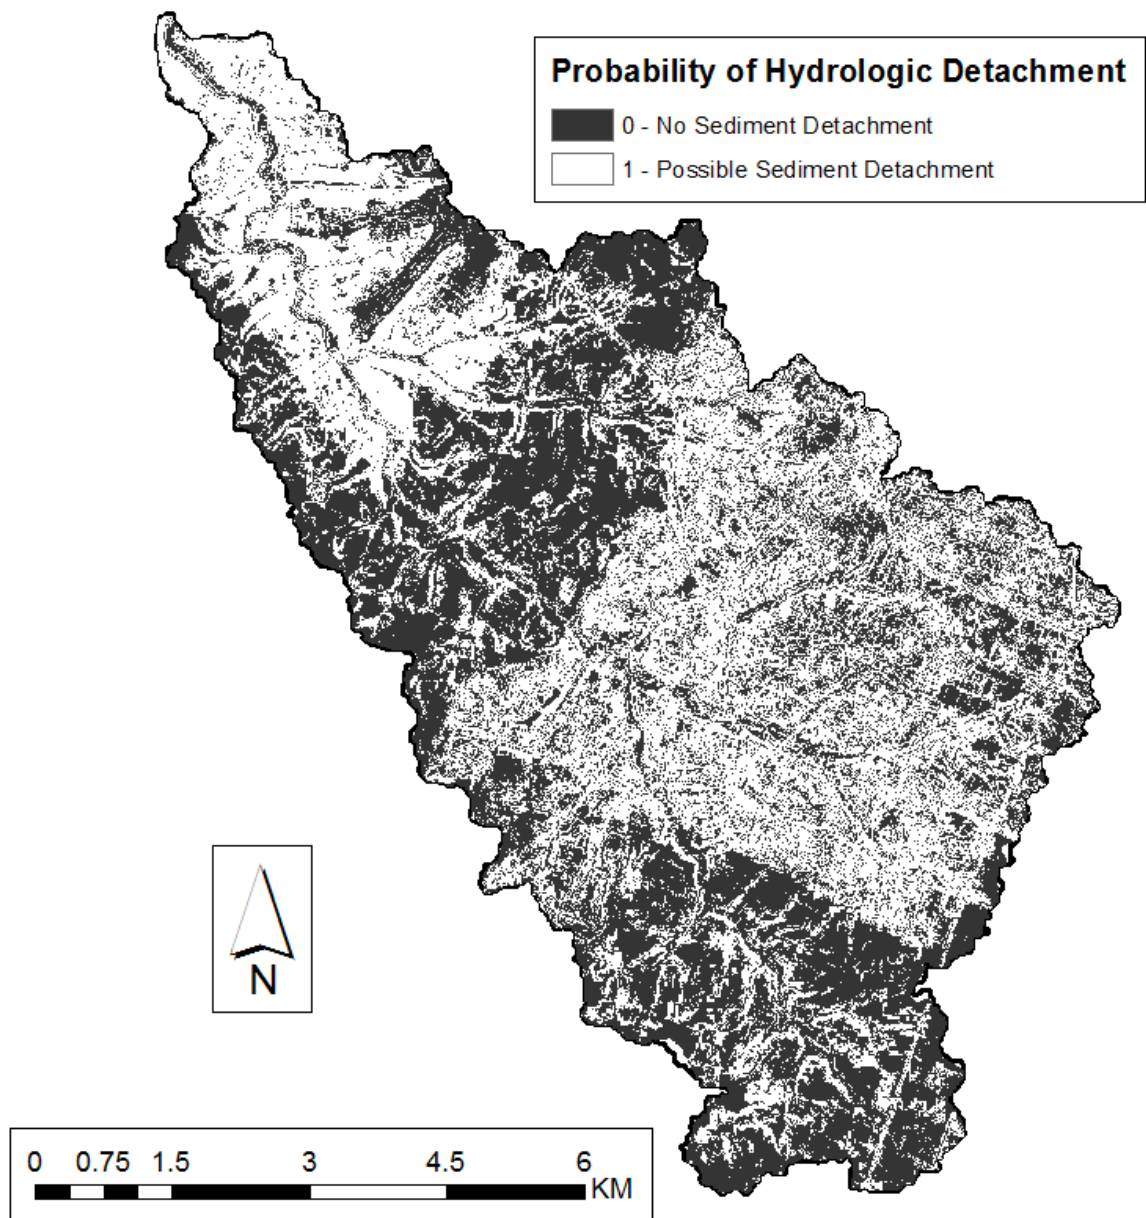 Probability of Hydrologic Detachment
0 - No Sediment Detachment
1 - Possible Sediment Detachment
N
0 0.75 1.5 3 4.5 6
KM